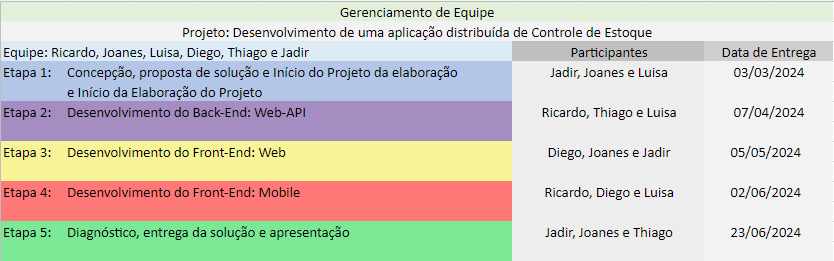 Gerenciamento de Equipe
Projeto: Desenvolvimento de uma aplicação distribuída de Controle de Estoque
Equipe: Ricardo, Joanes, Luisa, Diego, Thiago e Jadir Participantes Data de Entrega
Etapa 1: Concepção, proposta de solução e Início do Projeto da elaboração Jadir, Joanes e Luisa 03/03/2024
e Início da Elaboração do Projeto
Etapa 2: Desenvolvimento do Back-End: Web-API Ricardo, Thiago e Luisa 07/04/2024
Etapa 3: Desenvolvimento do Front-End: Web Diego, Joanes e Jadir 05/05/2024
Etapa 4: Desenvolvimento do Front-End: Mobile Ricardo, Diego e Luisa 02/06/2024
Etapa 5: Diagnóstico, entrega da solução e apresentação Jadir, Joanes e Thiago 23/06/2024